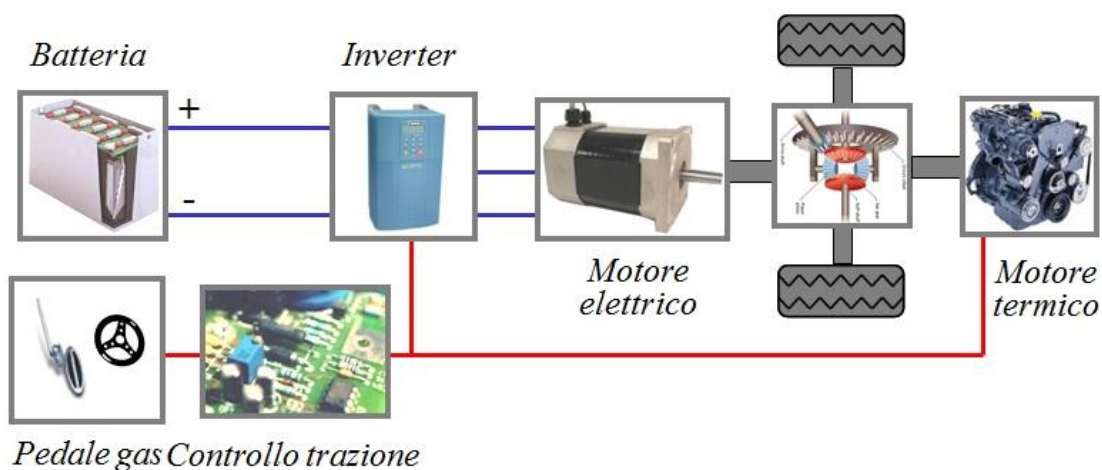 Batteria
Inverter
+
-
Motore
elettrico
Motore
termico
Pedale gas
Controllo trazione